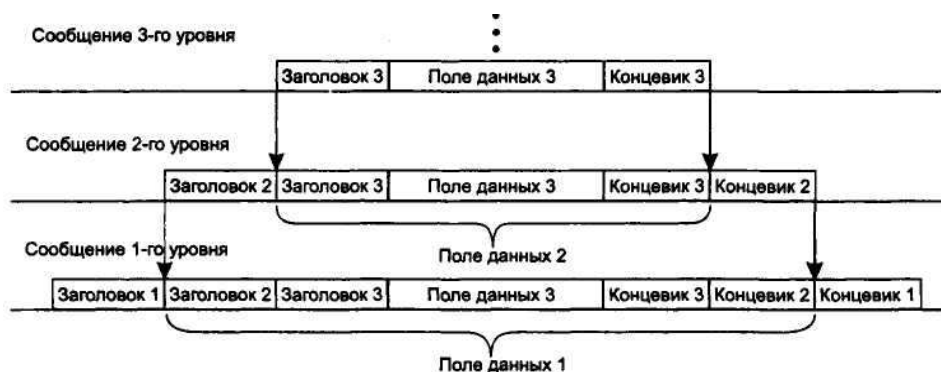 Сообщение 3-го уровня
Заголовок 3 Поле данных 3 Концевик 3
Сообщение 2-го уровня
Заголовок 2 Заголовок 3 Поле данных 3 Концевик 3 Концевик 2
Поле данных 2
Сообщение 1-го уровня
Заголовок 1 Заголовок 2 Заголовок 3 Поле данных 3 Концевик 3 Концевик 2 Концевик 1
Поле данных 1